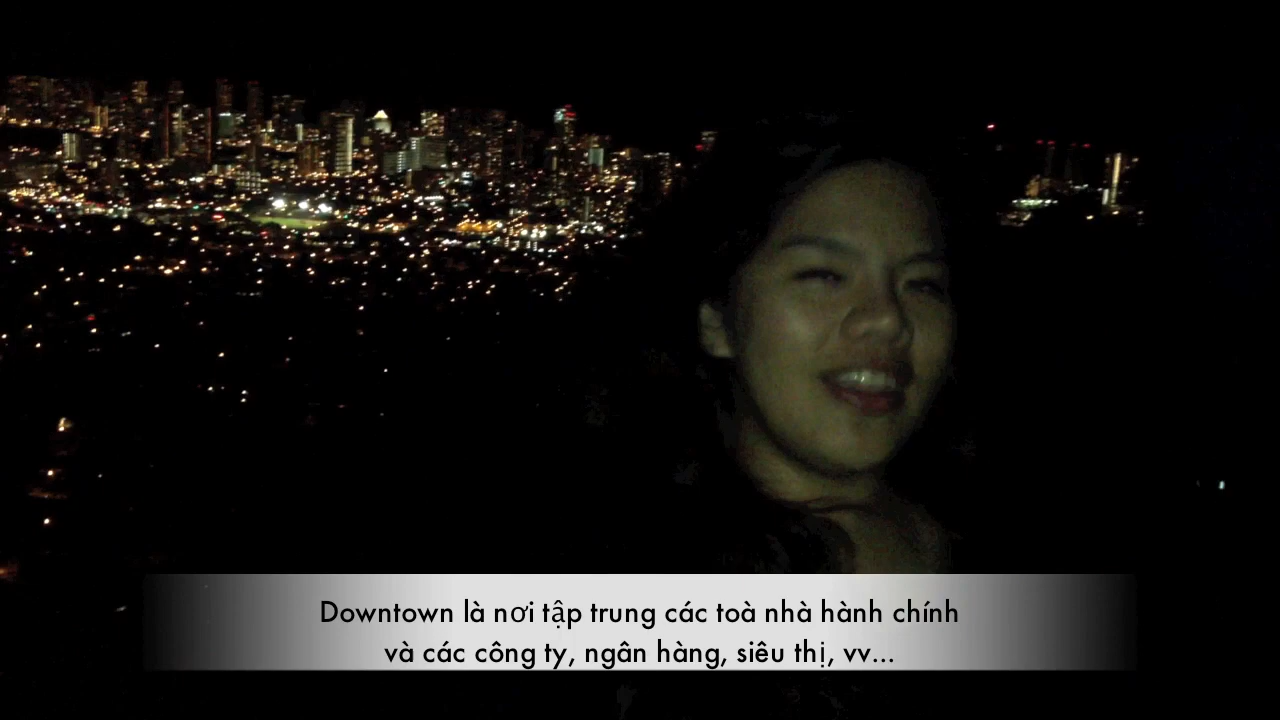 Downtown là nơi tập trung các toà nhà hành chính
và các công ty, ngân hàng, siêu thị, vv...